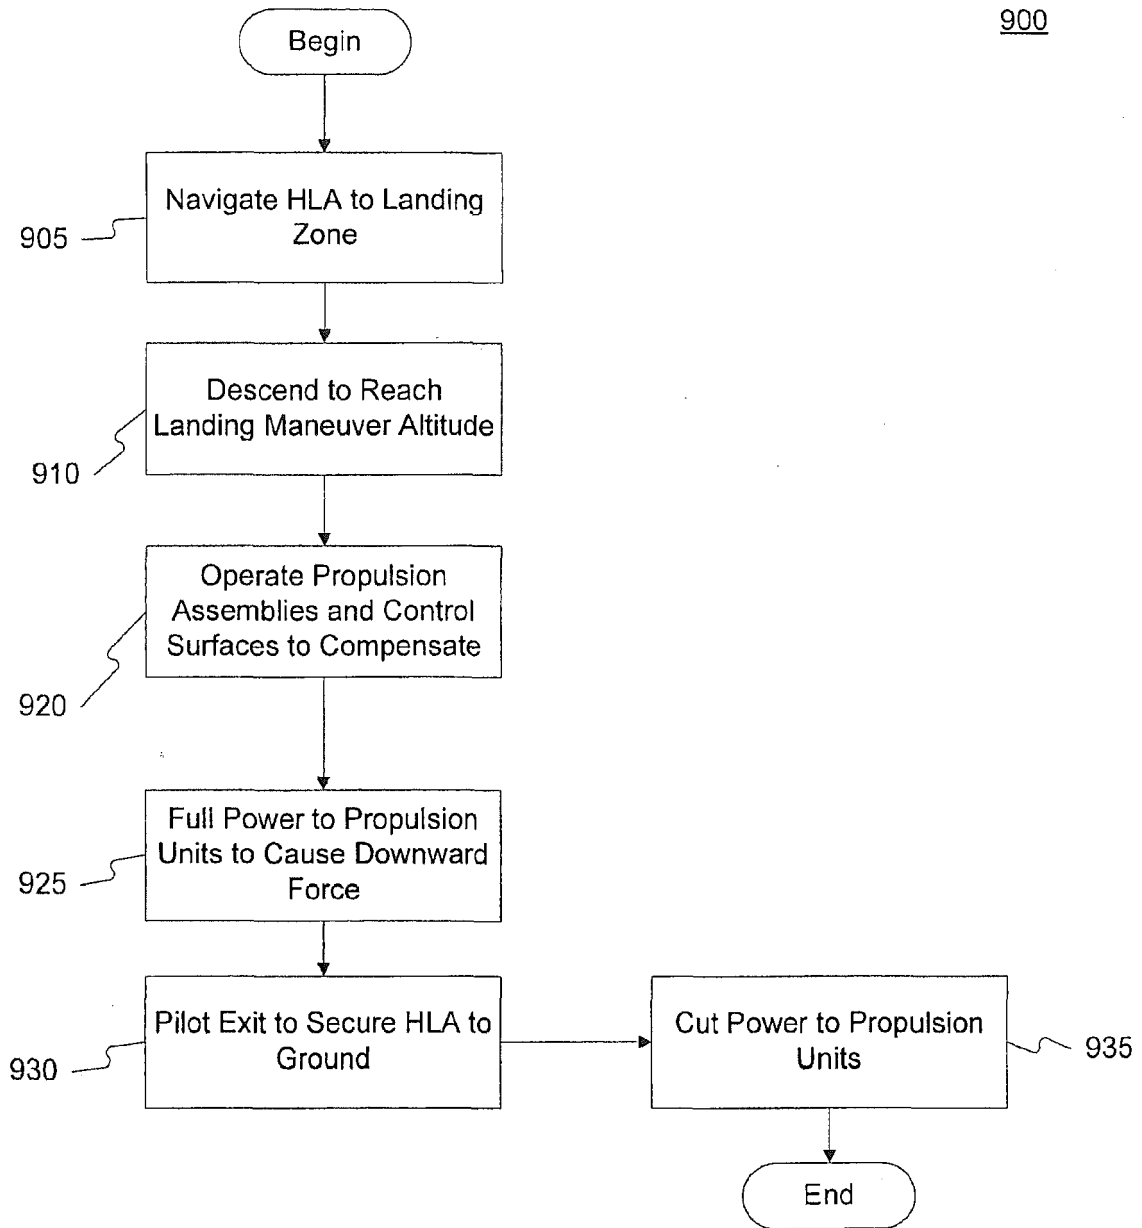 900
Begin
Navigate HLA to Landing
Zone
905
Descend to Reach
Landing Maneuver Altitude
910
Operate Propulsion
Assemblies and Control
Surfaces to Compensate
920
Full Power to Propulsion
Units to Cause Downward
Force
925
Pilot Exit to Secure HLA to
Ground
930
Cut Power to Propulsion
Units
935
End